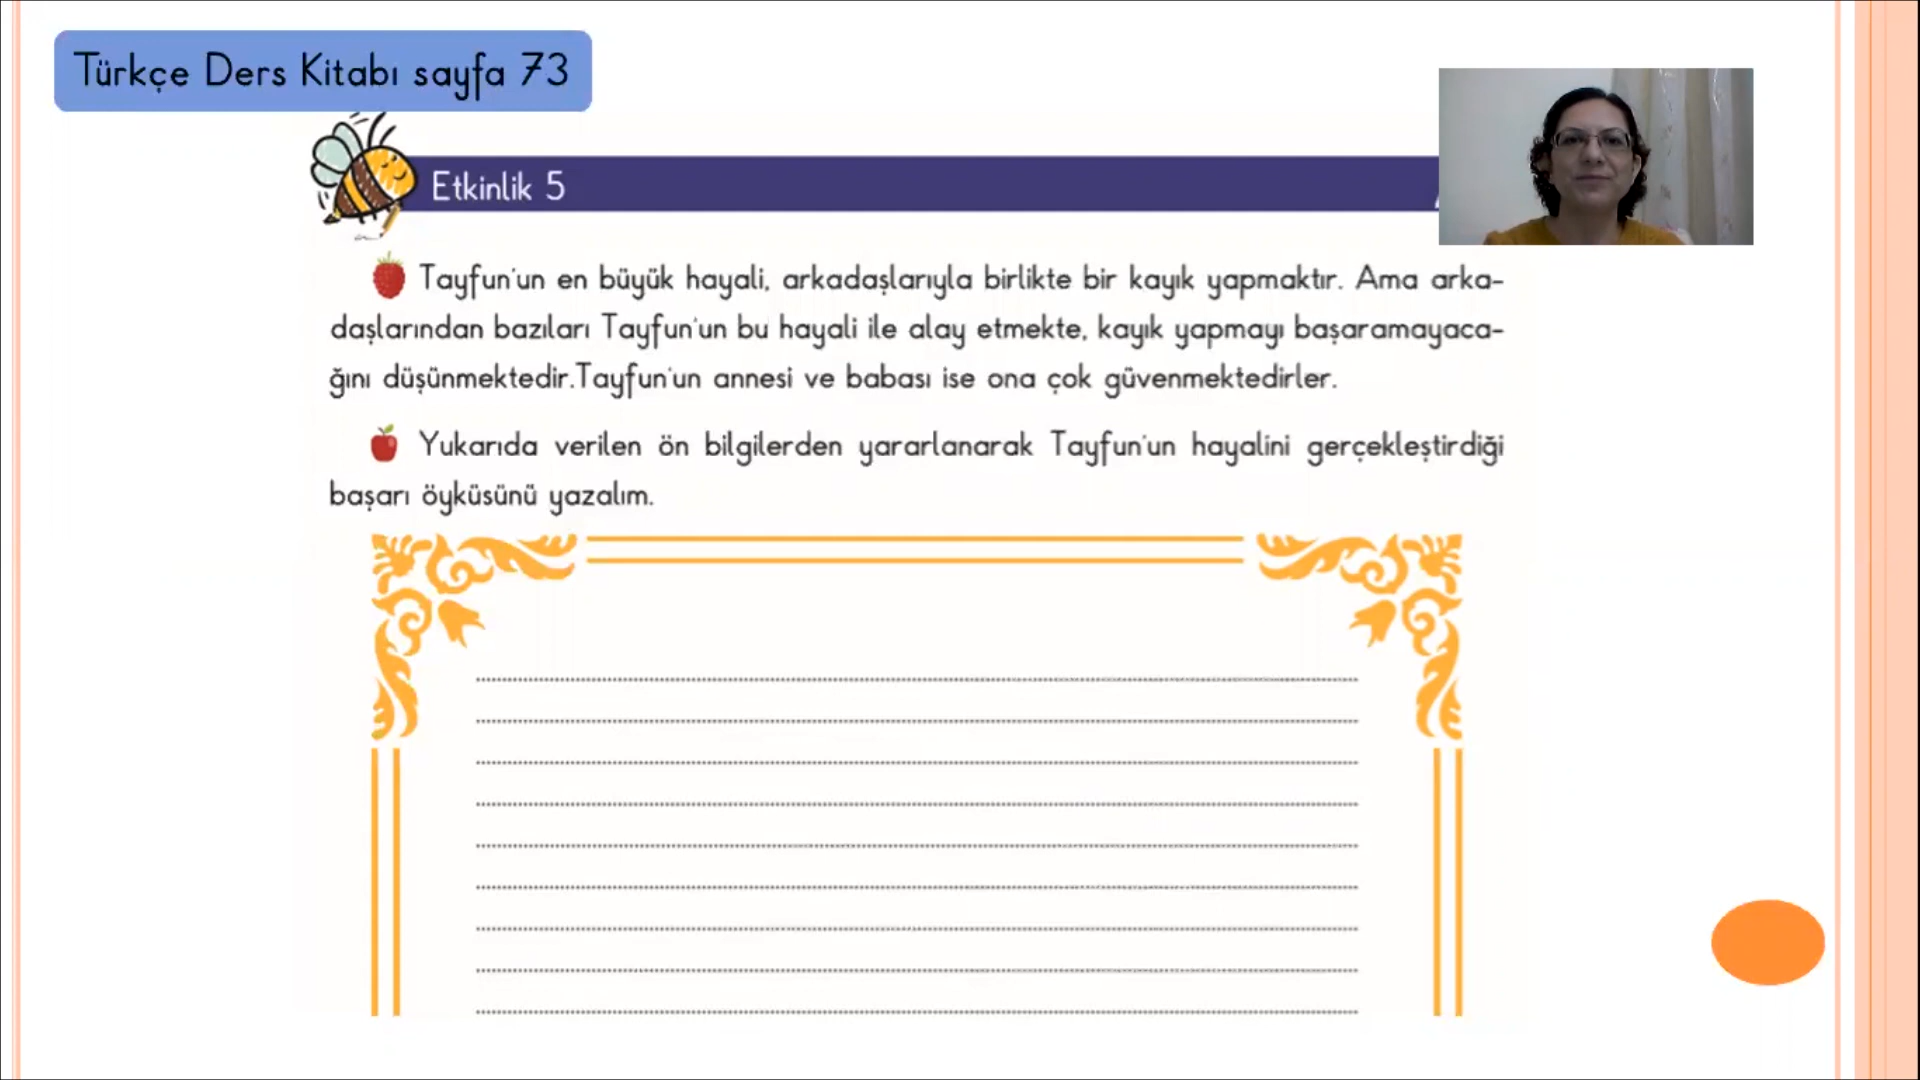 Türkçe Ders Kitabı sayfa 73
Etkinlik 5
Tayfun'un en büyük hayali, arkadaşlarıyla birlikte bir kayık yapmaktır. Ama arka-
daşlarından bazıları Tayfun'un bu hayali ile alay etmekte, kayık yapmayı başaramayaca-
ğını düşünmektedir.Tayfun'un annesi ve babası ise ona çok güvenmektedirler.
Yukarıda verilen ön bilgilerden yararlanarak Tayfun'un hayalini gerçekleştirdiği
başarı öyküsünü yazalım.